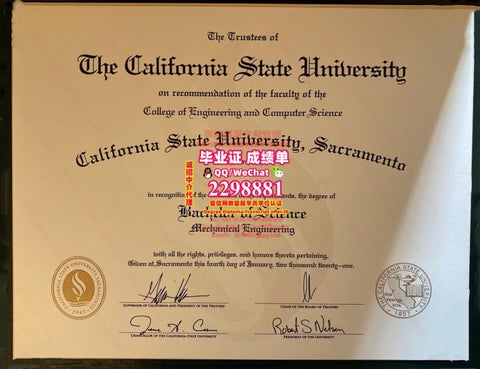 The Trustees of
The California State University
on recommendation of the faculty of the
College of Engineering and Computer Science
California State University, Sacramento
毕业证 成绩单
诚招中介代理
QQ/WeChat
2298881
in recognition
the degree of
Bachelor of Science
Mechanical Engineering
with all the rights, privileges, and honors thereto pertaining.
Given at Sacramento this fourth day of January, two thousand twenty-one.
GOVERNOR OF CALIFORNIA AND PRESIDENT OF THE TRUSTEES
CHAIR OF THE BOARD OF TRUSTEES
CHANCELLOR OF THE CALIFORNIA STATE UNIVERSITY
Robert S Nelsen
PRESIDENT OF THE UNIVERSITY
1947
1857